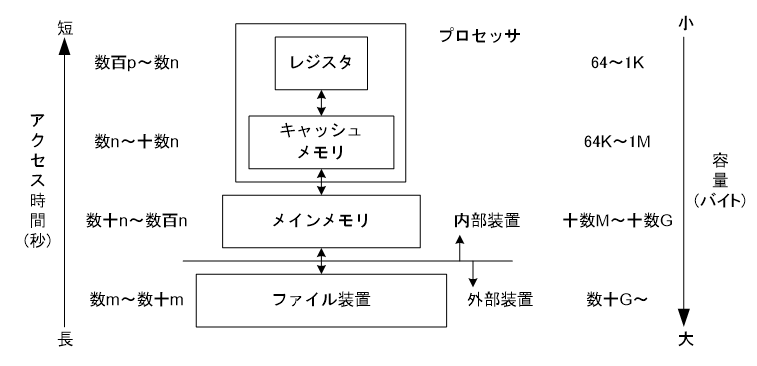 短
小
プロセッサ
数百p～数n
レジスタ
64～1K
アクセス時間(秒)
数n～十数n
キャッシュ
メモリ
64K～1M
容量(バイト)
数十n～数百n
メインメモリ
内部装置
十数M～十数G
数m～数十m
ファイル装置
外部装置
数十G～
長
大